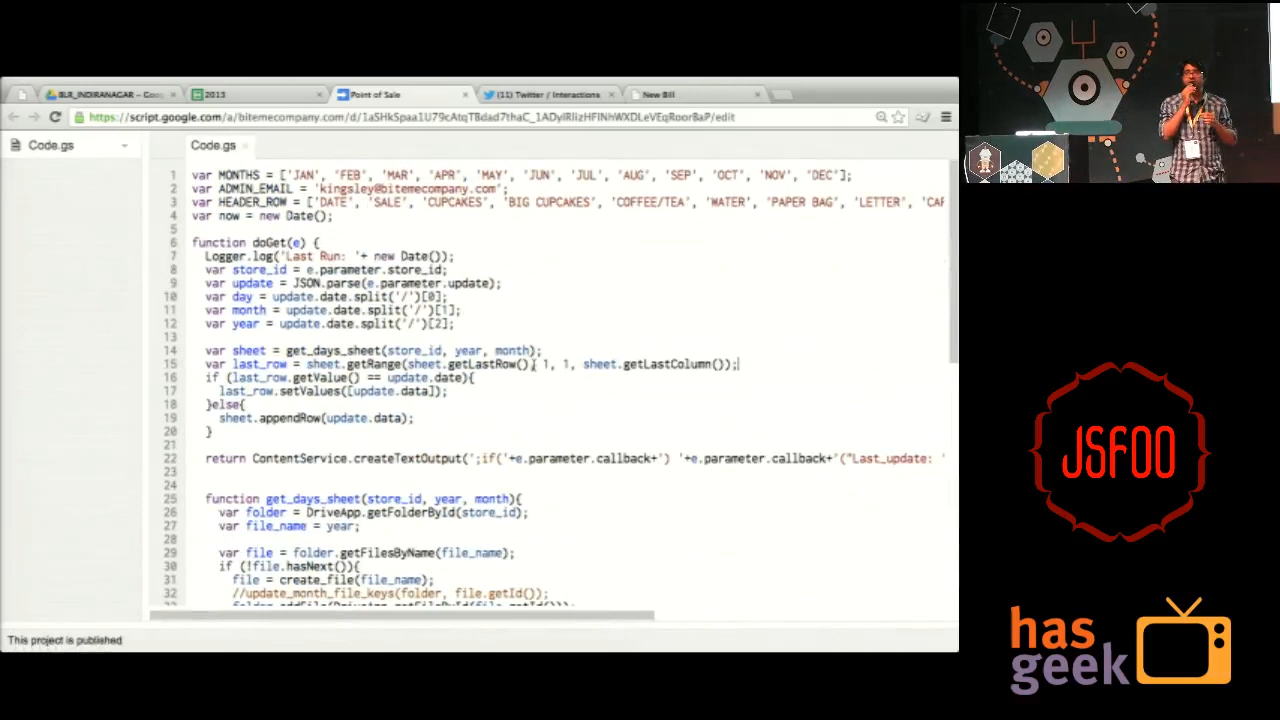 BLR_INDIRANAGAR – Goo
2013
Point of Sale
(11) Twitter / Interactions
New Bill
Code.gs
Code.gs
1 var MONTHS = ['JAN', 'FEB', 'MAR', 'APR', 'MAY', 'JUN', 'JUL', 'AUG', 'SEP', 'OCT', 'NOV', 'DEC'];
2 var ADMIN_EMAIL = 'kingsley@bitemecompany.com';
3 var HEADER_ROW = ['DATE', 'SALE', 'CUPCAKES', 'BIG CUPCAKES', 'COFFEE/TEA', 'WATER', 'PAPER BAG', 'LETTER', 'CAF
4 var now = new Date();
5
6 function doGet(e) {
7 Logger.log('Last Run: '+ new Date());
8 var store_id = e.parameter.store_id;
9 var update = JSON.parse(e.parameter.update);
10 var day = update.date.split('/')[0];
11 var month = update.date.split('/')[1];
12 var year = update.date.split('/')[2];
13
14 var sheet = get_days_sheet(store_id, year, month);
15 var last_row = sheet.getRange(sheet.getLastRow(), 1, 1, sheet.getLastColumn());
16 if (last_row.getValue() == update.date){
17 last_row.setValues([update.data]);
18 }else{
19 sheet.appendRow(update.data);
20 }
21
22 return ContentService.createTextOutput(';if('+e.parameter.callback+') '+e.parameter.callback+'("Last_update: '
23
24
25 function get_days_sheet(store_id, year, month){
26 var folder = DriveApp.getFolderById(store_id);
27 var file_name = year;
28
29 var file = folder.getFilesByName(file_name);
30 if (!file.hasNext()){
31 file = create_file(file_name);
32 //update_month_file_keys(folder, file.getId());
This project is published
JSFOO
has
geek